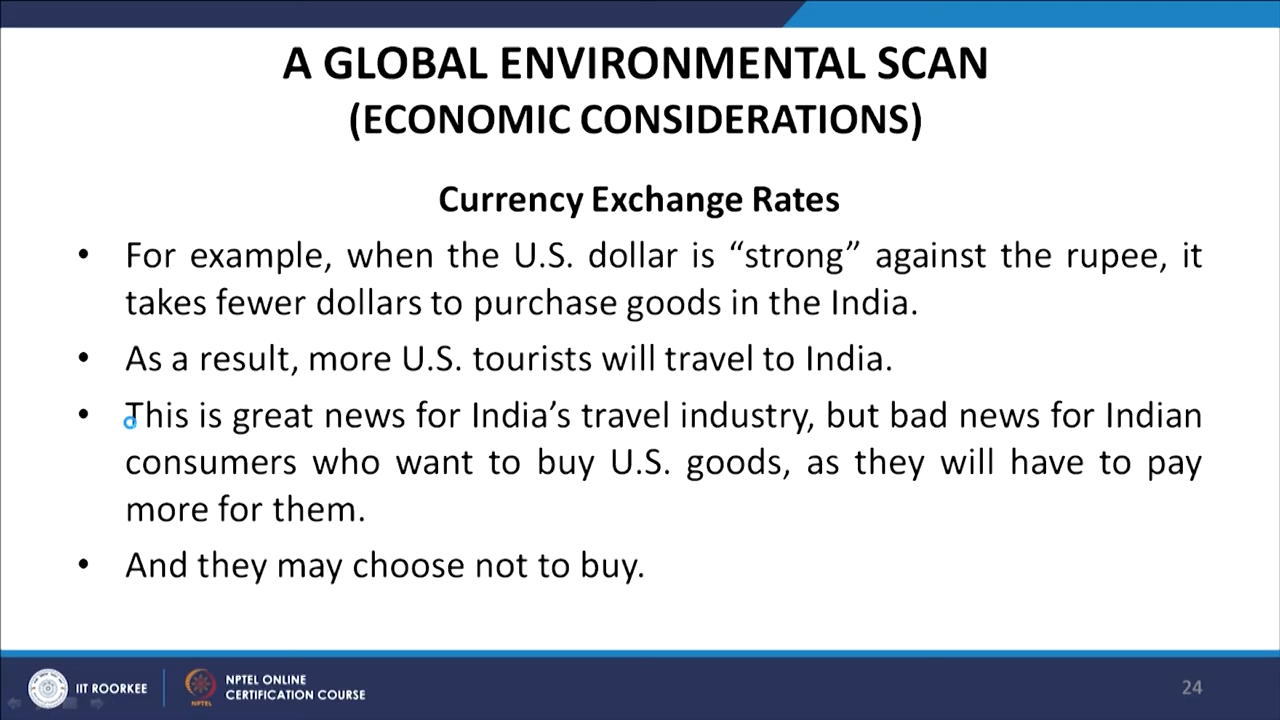 A GLOBAL ENVIRONMENTAL SCAN
(ECONOMIC CONSIDERATIONS)
Currency Exchange Rates
• For example, when the U.S. dollar is “strong” against the rupee, it
takes fewer dollars to purchase goods in the India.
• As a result, more U.S. tourists will travel to India.
• This is great news for India’s travel industry, but bad news for Indian
consumers who want to buy U.S. goods, as they will have to pay
more for them.
• And they may choose not to buy.
IIT ROORKEE
NPTEL
NPTEL ONLINE
CERTIFICATION COURSE
24